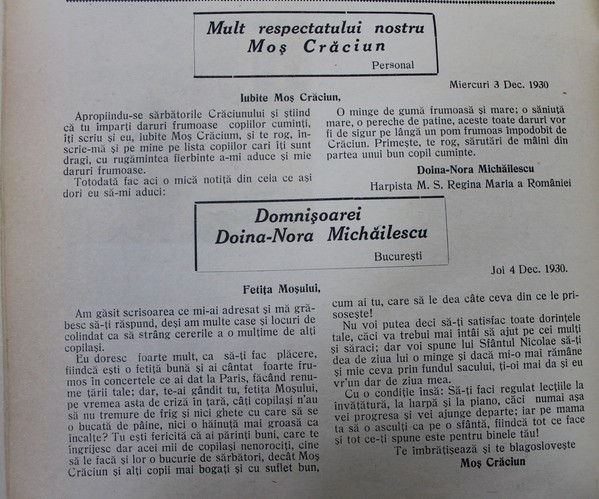 Mult respectatului nostru
Moș Crăciun
Personal
Miercuri 3 Dec. 1930
Iubite Moș Crăciun,
Apropiindu-se sărbătorile Crăciunului și știind
că tu împarți daruri frumoase copiilor cuminți,
îți scriu și eu, iubite Moș Crăciun, și te rog, în-
scrie-mă și pe mine pe lista copiilor cari îți sunt
dragi, cu rugămintea fierbinte a-mi aduce și mie
daruri frumoase.
Totodată fac aci o mică notiță din ceia ce ași
dori eu să-mi aduci:
O minge de gumă frumoasă și mare; o săniuță
mare, o pereche de patine, aceste toate daruri vor
fi de sigur pe lângă un pom frumos împodobit de
Crăciun. Primește, te rog, sărutări de mâini din
partea unui bun copil cuminte.
Doina-Nora Michăilescu
Harpista M. S. Regina Maria a României
Domnișoarei
Doina-Nora Michăilescu
București
Joi 4 Dec. 1930.
Fetița Moșului,
Am găsit scrisoarea ce mi-ai adresat și mă gră-
besc să-ți răspund, deși am multe case și locuri de
colindat ca să strâng cererile a o mulțime de alți
copilași.
Eu doresc foarte mult, ca să-ți fac plăcere,
fiindcă ești o fetiță bună și ai cântat foarte fru-
mos în concertele ce ai dat la Paris, făcând renu-
me țării tale; dar, te-ai gândit tu, fetița Moșului,
pe vremea asta de criză în țară, câți copilași n'au
să nu tremure de frig și nici ghete cu care să se
o bucată de pâine, nici o hăinuță mai groasă ca
încalțe? Tu ești fericită că ai părinți buni, care te
îngrijesc dar acei mii de copilași nenorociți, cine
să le facă și lor o bucurie de sărbători, decât Moș
Crăciun și alți copii mai bogați și cu suflet bun,
cum ai tu, care să le dea câte ceva din ce le pri-
sosește!
Nu voi putea deci să-ți satisfac toate dorințele
tale, căci va trebui mai întâi să ajut pe cei mulți
și săraci; dar voi spune lui Sfântul Nicolae să-ți
dea de ziua lui o minge și dacă mi-o mai rămâne
și mie ceva prin fundul sacului, ți-oi mai da și eu
vr'un dar de ziua mea.
Cu o condiție însă: Să-ți faci regulat lecțiile la
învățătură, la harpă și la piano, căci numai așa
vei progresa și vei ajunge departe; iar pe mama
ta să o asculți ca pe o sfântă, fiindcă tot ce face
și tot ce-ți spune este pentru binele tău!
Te îmbrățișează și te blagoslovește
Moș Crăciun